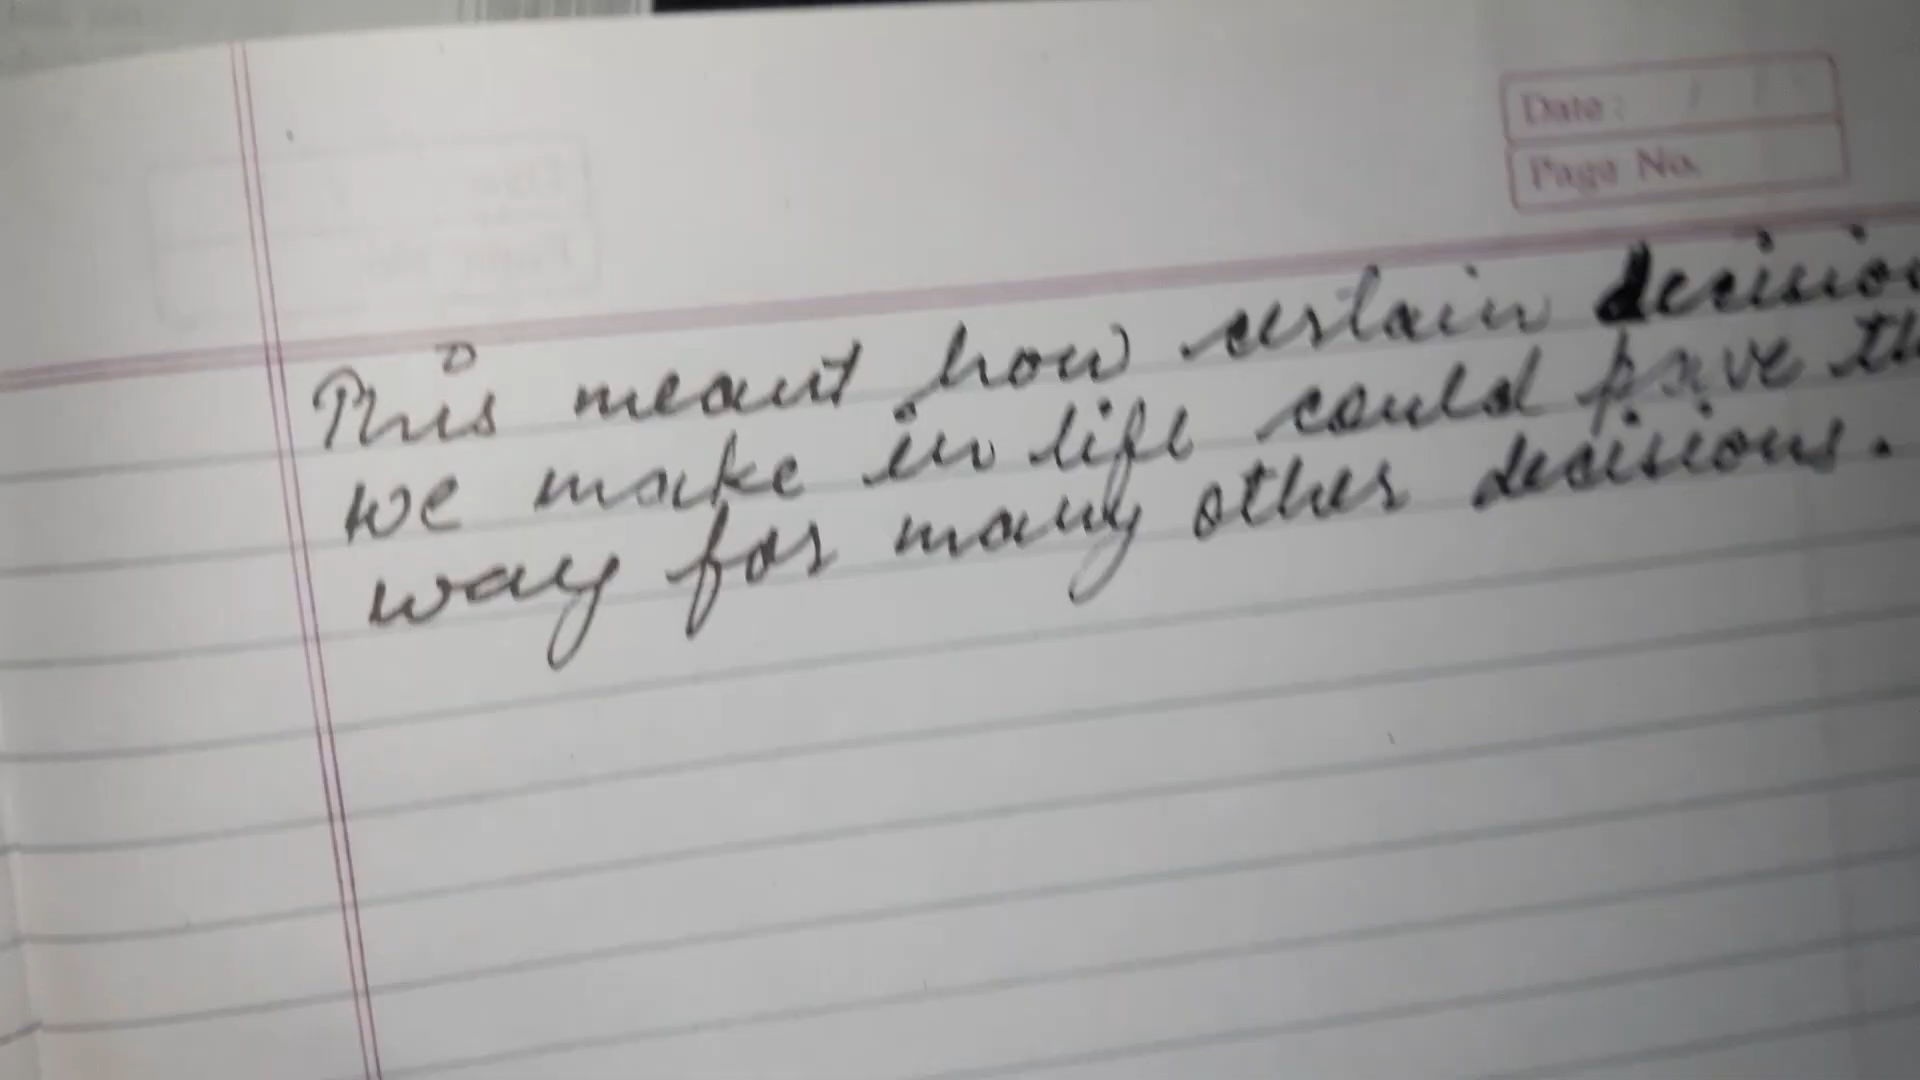 Date :
Page No.
This meant how certain decision
we make in life could pave th
way for many other decisions.